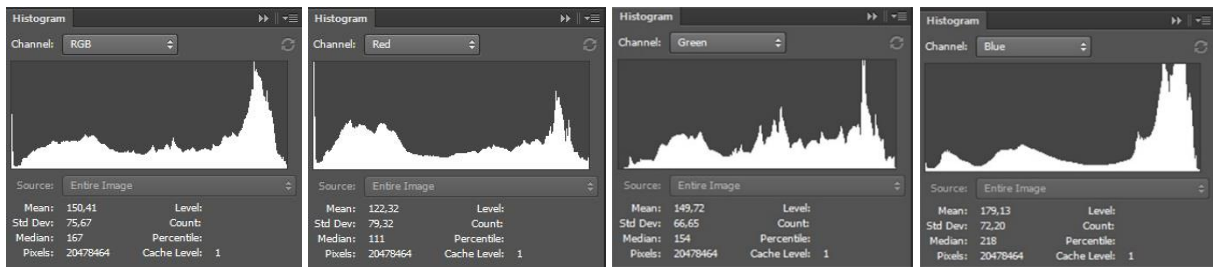 Histogram
Channel: RGB
Source: Entire Image
Mean: 150,41 Level:
Std Dev: 75,67 Count:
Median: 167 Percentile:
Pixels: 20478464 Cache Level: 1
Histogram
Channel: Red
Source: Entire Image
Mean: 122,32 Level:
Std Dev: 79,32 Count:
Median: 111 Percentile:
Pixels: 20478464 Cache Level: 1
Histogram
Channel: Green
Source: Entire Image
Mean: 149,72 Level:
Std Dev: 66,65 Count:
Median: 154 Percentile:
Pixels: 20478464 Cache Level: 1
Histogram
Channel: Blue
Source: Entire Image
Mean: 179,13 Level:
Std Dev: 72,20 Count:
Median: 218 Percentile:
Pixels: 20478464 Cache Level: 1